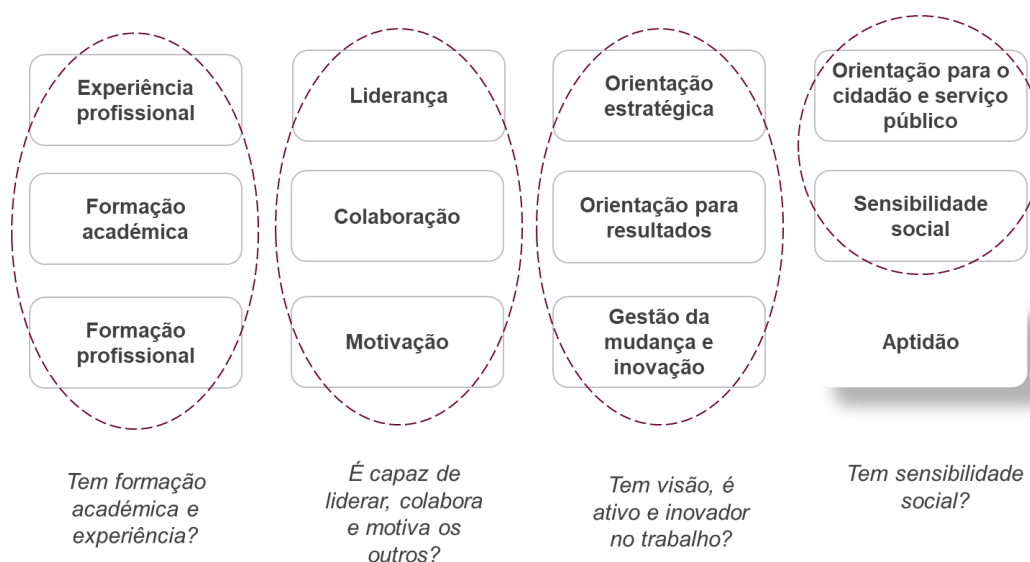 Experiência
profissional
Formação
académica
Formação
profissional
Tem formação
académica e
experiência?
Liderança
Colaboração
Motivação
É capaz de
liderar, colabora
e motiva os
outros?
Orientação
estratégica
Orientação para
resultados
Gestão da
mudança e
inovação
Tem visão, é
ativo e inovador
no trabalho?
Orientação para o
cidadão e serviço
público
Sensibilidade
social
Aptidão
Tem sensibilidade
social?